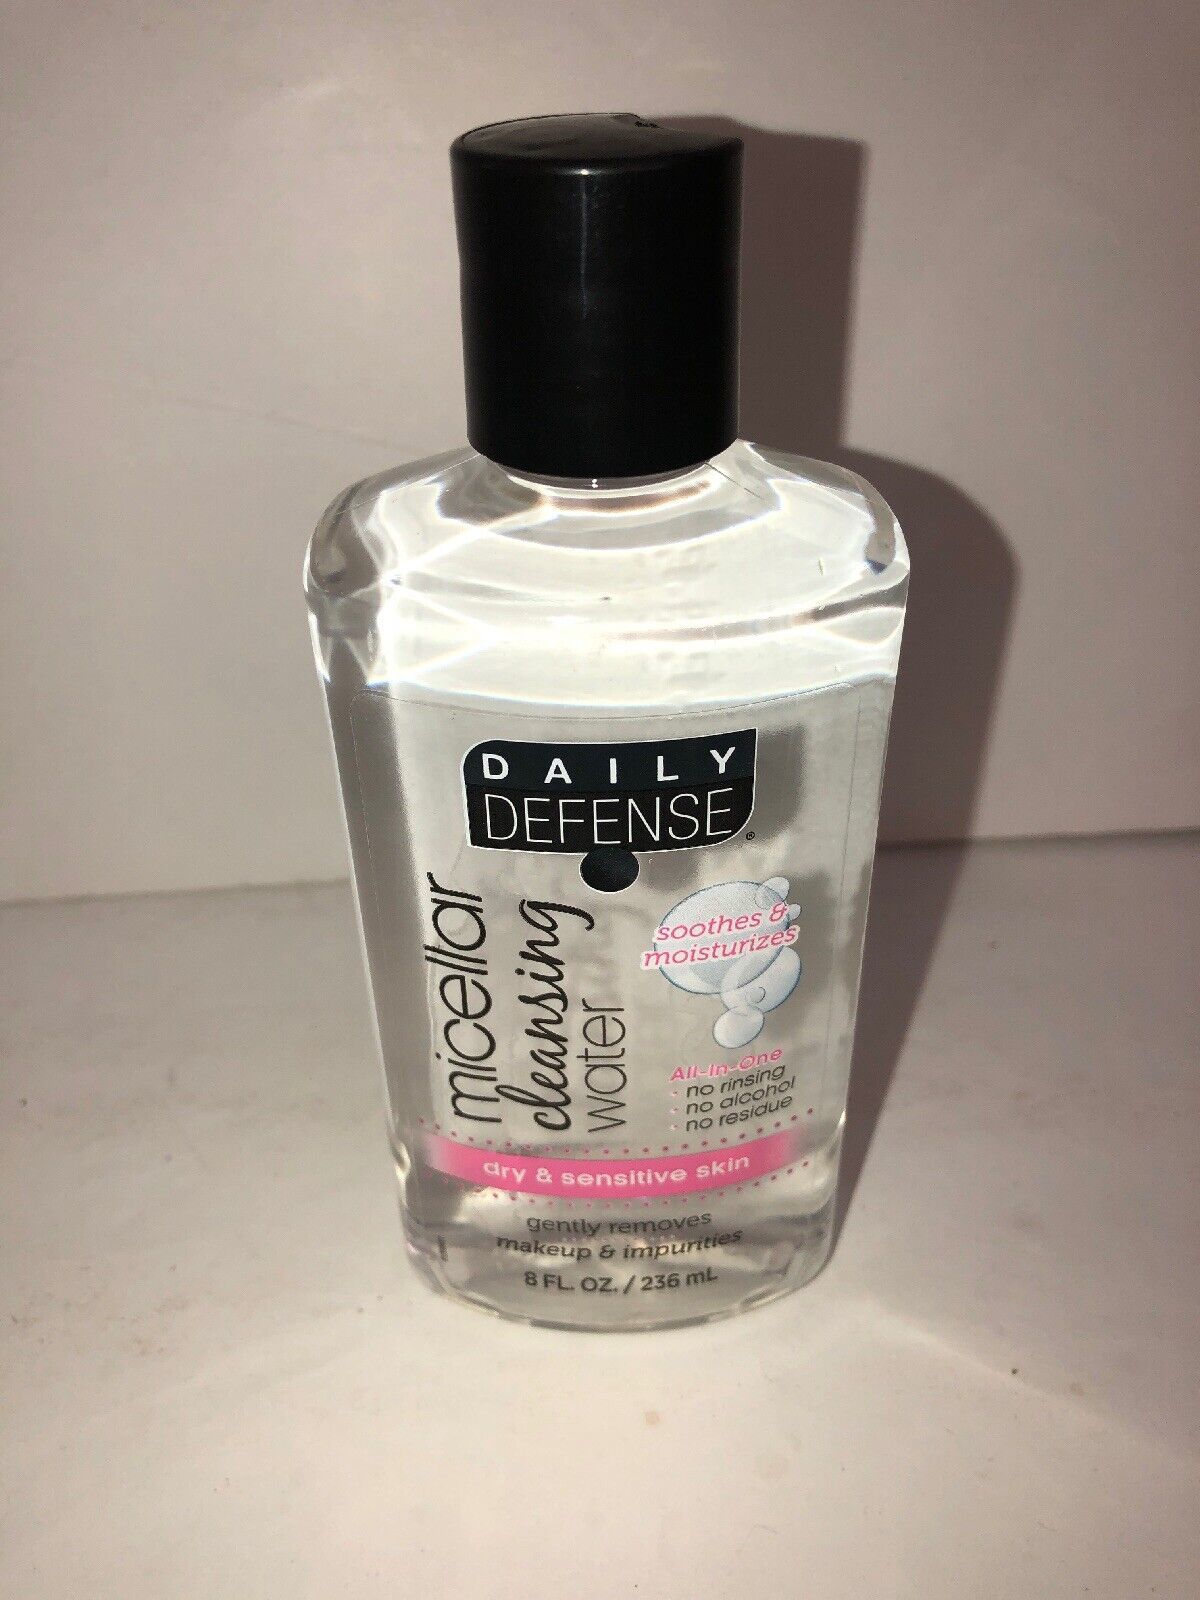 DAILY
DEFENSE®
micellar
cleansing
water
soothes &
moisturizes
All-In-One
• no rinsing
• no alcohol
• no residue
dry & sensitive skin
gently removes
makeup & impurities
8 FL. OZ. / 236 mL